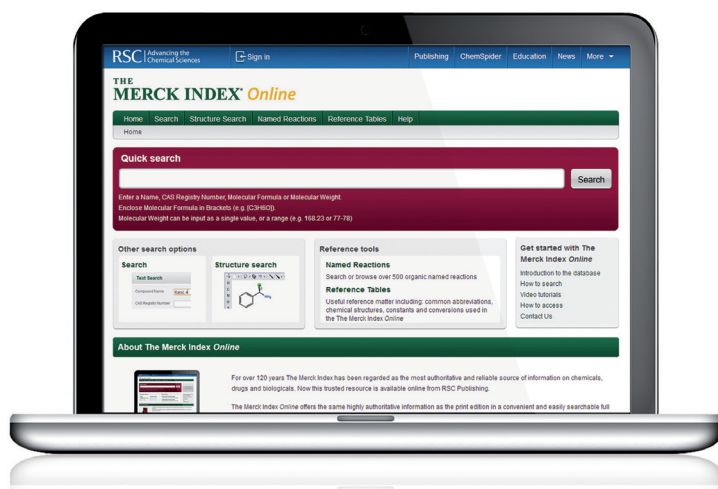 RSC | Advancing the
Chemical Sciences
Sign in
Publishing ChemSpider Education News More
THE
MERCK INDEX* Online
Home Search Structure Search Named Reactions Reference Tables Help
Home
Quick search
Search
Enter a Name, CAS Registry Number, Molecular Formula or Molecular Weight.
Enclose Molecular Formula in Brackets (e.g. [C3H6O]).
Molecular Weight can be input as a single value, or a range (e.g. 168.23 or 77-78)
Other search options
Search
Text Search
Compound Name
CAS Registry Number
Structure search
Reference tools
Named Reactions
Search or browse over 500 organic named reactions
Reference Tables
Useful reference matter including: common abbreviations,
chemical structures, constants and conversions used in
the The Merck Index Online
Get started with The
Merck Index Online
Introduction to the database
How to search
Video tutorials
How to access
Contact Us
About The Merck Index Online
For over 120 years The Merck Index has been regarded as the most authoritative and reliable source of information on chemicals,
drugs and biologicals. Now this trusted resource is available online from RSC Publishing.
The Merck Index Online offers the same highly authoritative information as the print edition in a convenient and easily searchable full